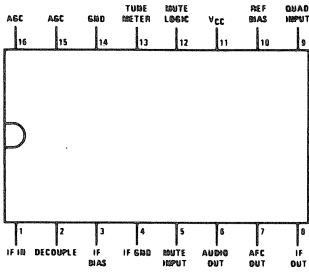 AGC AGC GND TUNE METER MUTE LOGIC VCC REF BIAS QUAD INPUT
16 15 14 13 12 11 10 9
1 2 3 4 5 6 7 8
IF IN DECOUPLE IF BIAS IF GND MUTE INPUT AUDIO OUT AFC OUT IF OUT